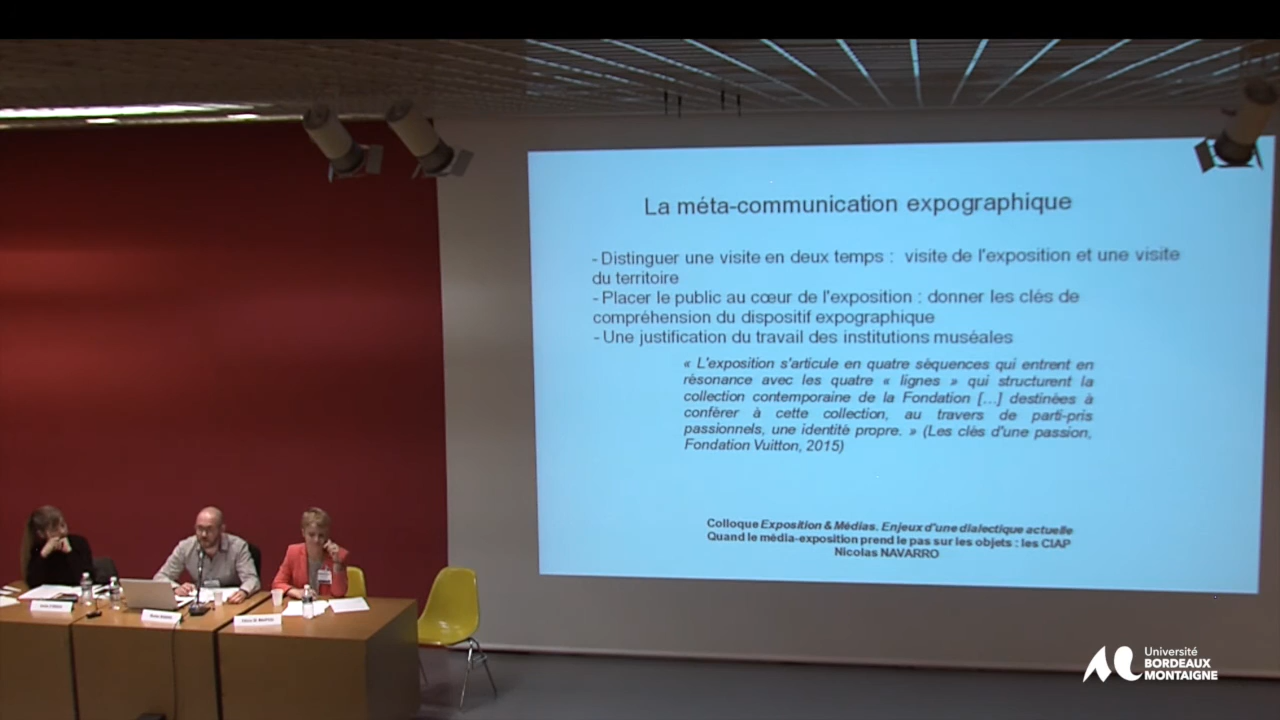 La méta-communication expographique
- Distinguer une visite en deux temps : visite de l'exposition et une visite
du territoire
- Placer le public au cœur de l'exposition : donner les clés de
compréhension du dispositif expographique
- Une justification du travail des institutions muséales
« L'exposition s'articule en quatre séquences qui entrent en
résonance avec les quatre « lignes » qui structurent la
collection contemporaine de la Fondation [...] destinées à
conférer à cette collection, au travers de parti-pris
passionnels, une identité propre. » (Les clés d'une passion,
Fondation Vuitton, 2015)
Colloque Exposition & Médias. Enjeux d'une dialectique actuelle
Quand le média-exposition prend le pas sur les objets : les CIAP
Nicolas NAVARRO
Université
BORDEAUX
MONTAIGNE